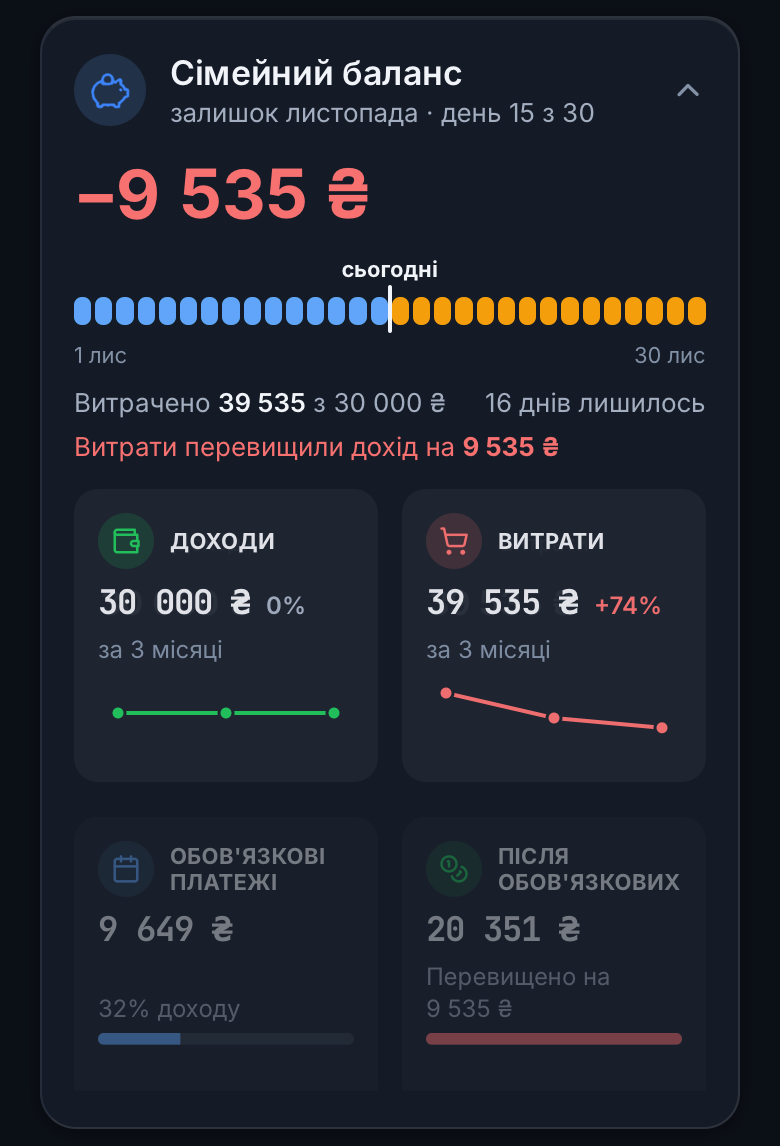 Сімейний баланс
залишок листопада · день 15 з 30
−9 535 ₴
сьогодні
1 лис 30 лис
Витрачено 39 535 з 30 000 ₴ 16 днів лишилось
Витрати перевищили дохід на 9 535 ₴
ДОХОДИ
30 000 ₴ 0%
за 3 місяці
ВИТРАТИ
39 535 ₴ +74%
за 3 місяці
ОБОВ'ЯЗКОВІ
ПЛАТЕЖІ
9 649 ₴
32% доходу
ПІСЛЯ
ОБОВ'ЯЗКОВИХ
20 351 ₴
Перевищено на
9 535 ₴